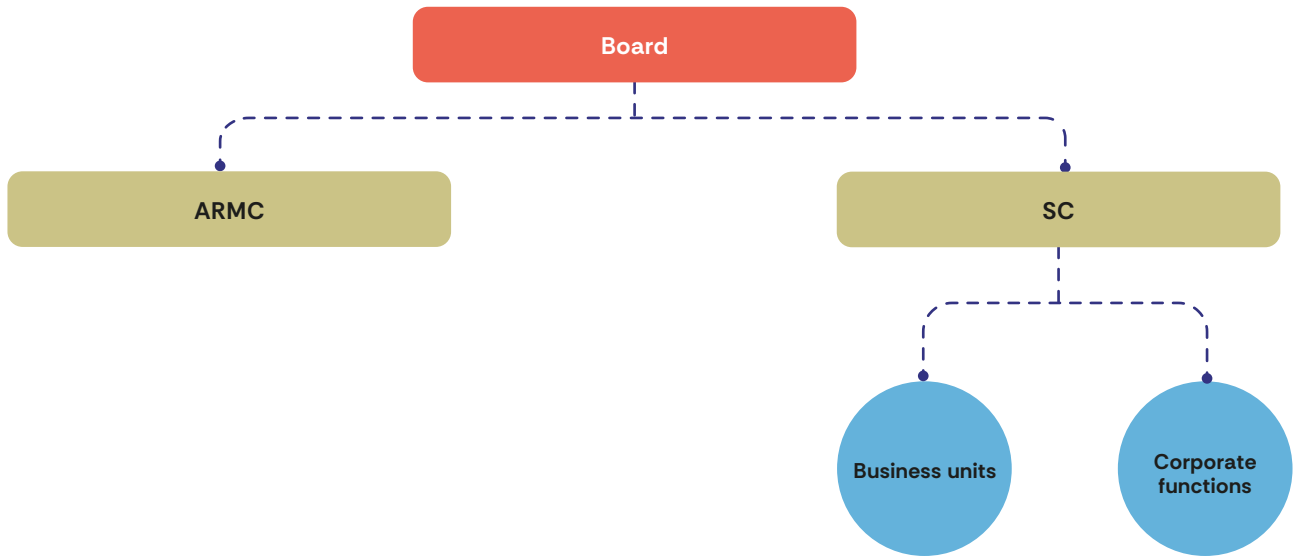 Board
ARMC
SC
Business units
Corporate
functions